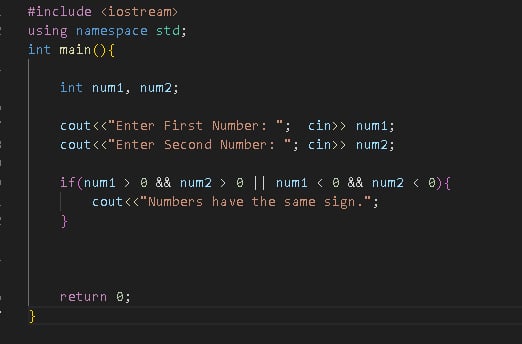 #include <iostream>
using namespace std;
int main(){
int num1, num2;
cout<<"Enter First Number: ";  cin>> num1;
cout<<"Enter Second Number: "; cin>> num2;
if(num1 > 0 && num2 > 0 || num1 < 0 && num2 < 0){
cout<<"Numbers have the same sign.";
}
return 0;
}